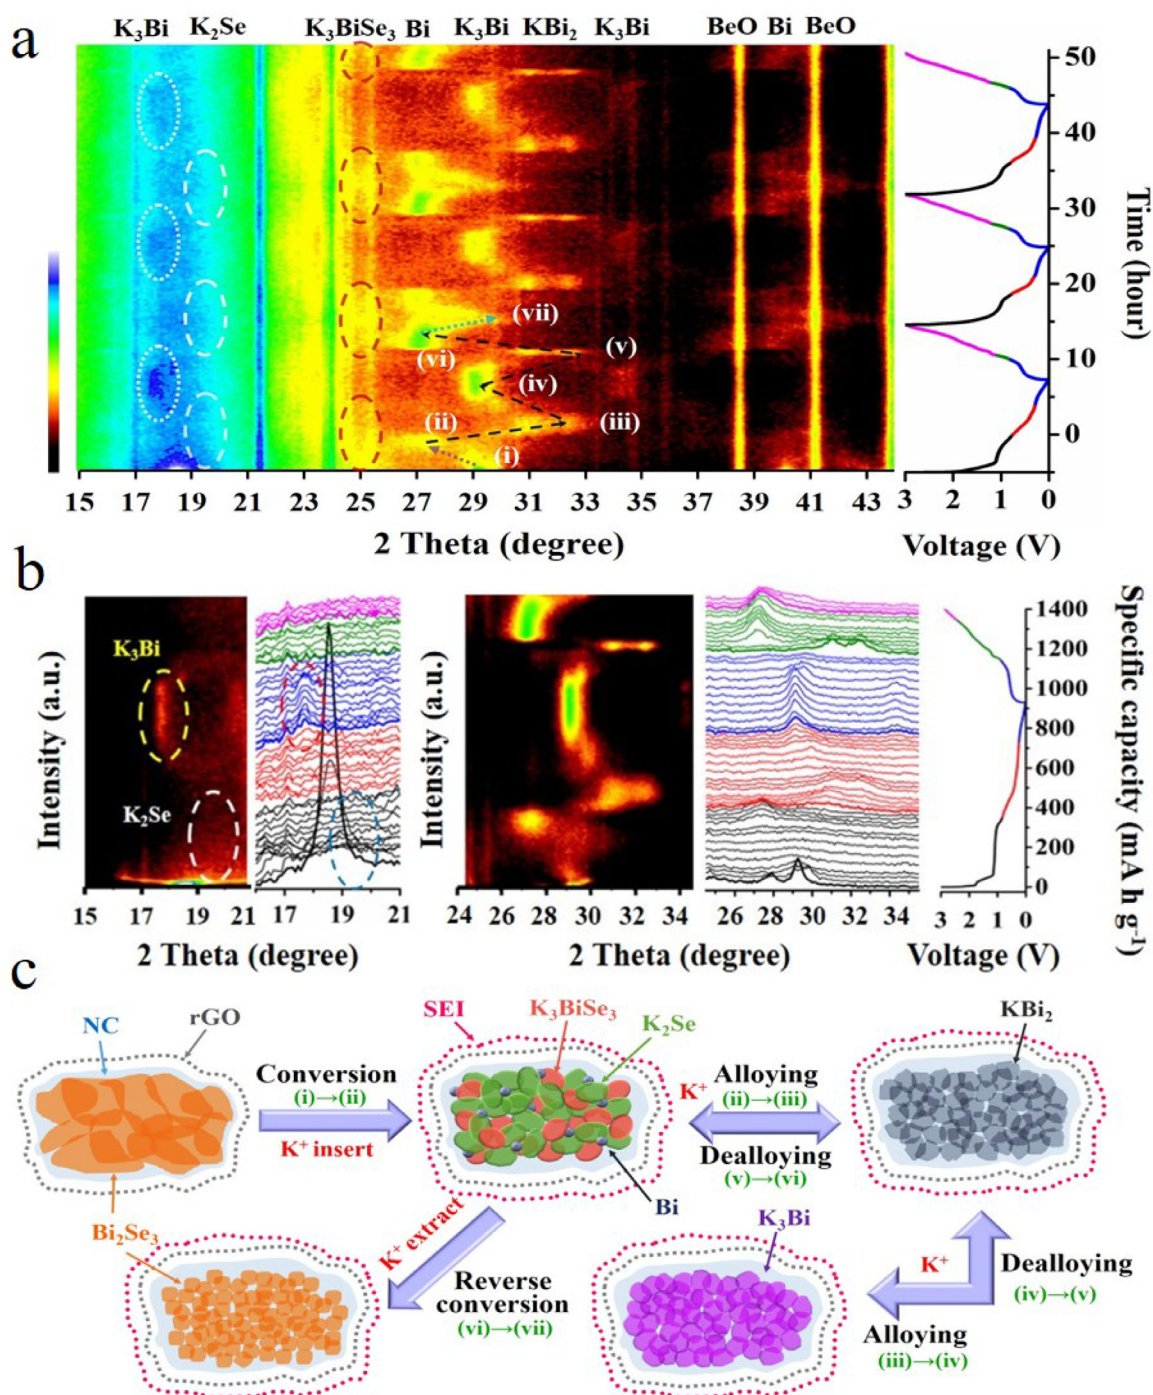 a
K₃Bi K₂Se K₃BiSe₃ Bi K₃Bi KBi₂ K₃Bi BeO Bi BeO
(vii)
(vi)
(v)
(iv)
(ii)
(iii)
(i)
50
40
30
20
10
0
Time (hour)
15 17 19 21 23 25 27 29 31 33 35 37 39 41 43
3 2 1 0
2 Theta (degree)
Voltage (V)
b
Intensity (a.u.)
K₃Bi
K₂Se
15 17 19 21
17 19 21
2 Theta (degree)
Intensity (a.u.)
24 26 28 30 32 34
26 28 30 32 34
2 Theta (degree)
1400
1200
1000
800
600
400
200
0
Specific capacity (mA h g⁻¹)
3 2 1 0
Voltage (V)
c
NC
rGO
Bi₂Se₃
Conversion
(i)→(ii)
K⁺ insert
SEI
K₃BiSe₃
K₂Se
Bi
K⁺
Alloying
(ii)→(iii)
Dealloying
(v)→(vi)
KBi₂
K⁺ extract
Reverse
conversion
(vi)→(vii)
K₃Bi
K⁺
Dealloying
(iv)→(v)
Alloying
(iii)→(iv)